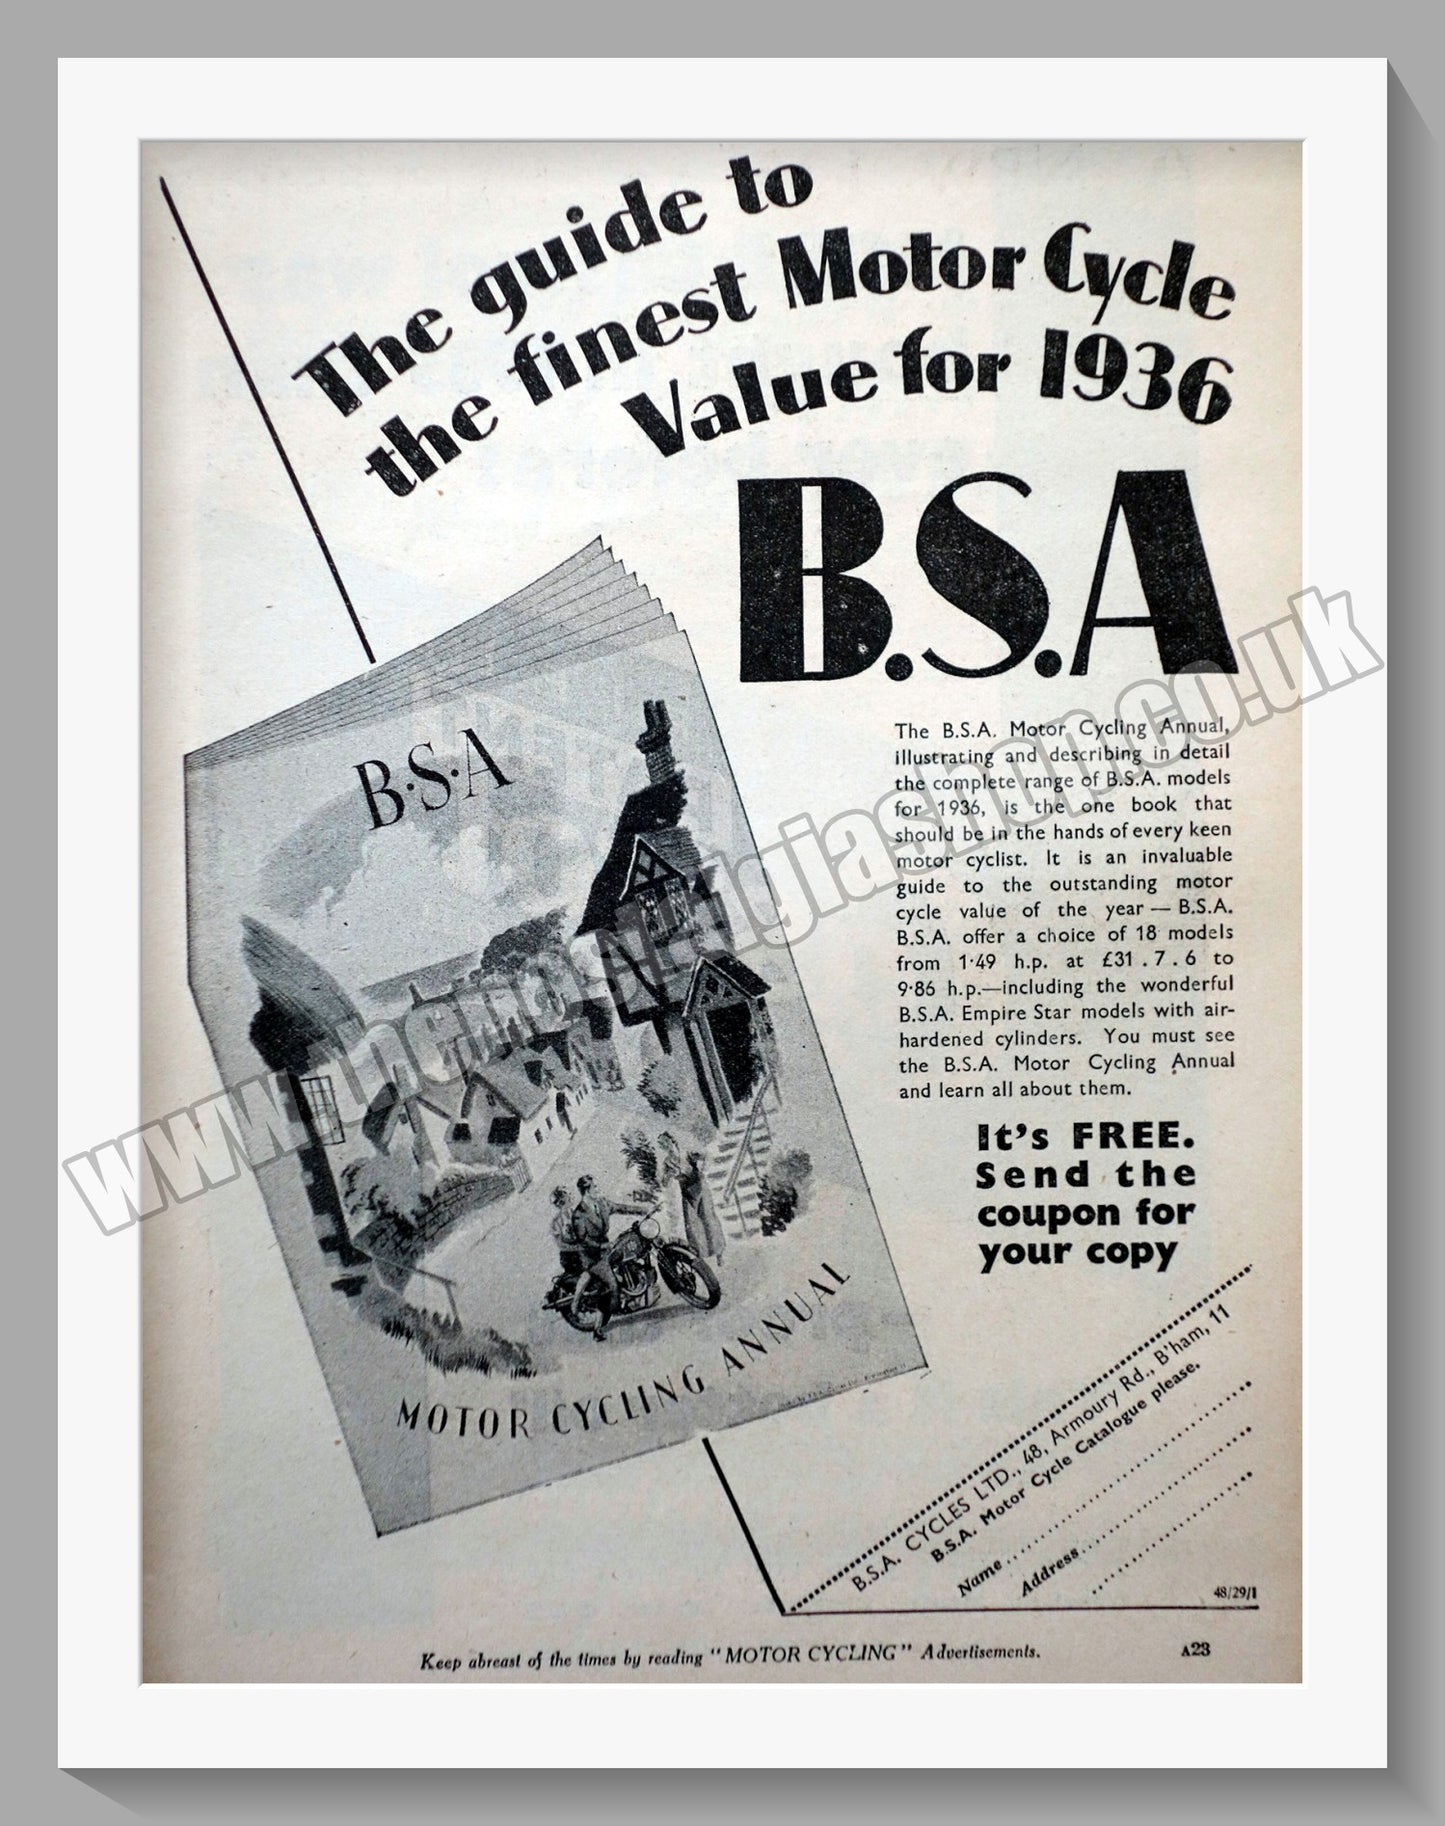 The guide to
the finest Motor Cycle
Value for 1936
B.S.A
B·S·A
MOTOR CYCLING ANNUAL
The B.S.A. Motor Cycling Annual,
illustrating and describing in detail
the complete range of B.S.A. models
for 1936, is the one book that
should be in the hands of every keen
motor cyclist. It is an invaluable
guide to the outstanding motor
cycle value of the year — B.S.A.
B.S.A. offer a choice of 18 models
from 1·49 h.p. at £31 . 7 . 6 to
9·86 h.p.—including the wonderful
B.S.A. Empire Star models with air-
hardened cylinders. You must see
the B.S.A. Motor Cycling Annual
and learn all about them.
It's FREE.
Send the
coupon for
your copy
B.S.A. CYCLES LTD., 48, Armoury Rd., B'ham, 11
B.S.A. Motor Cycle Catalogue please.
Name
Address
48/29/1
Keep abreast of the times by reading "MOTOR CYCLING" Advertisements.
A23
www.thenostalgiashop.co.uk